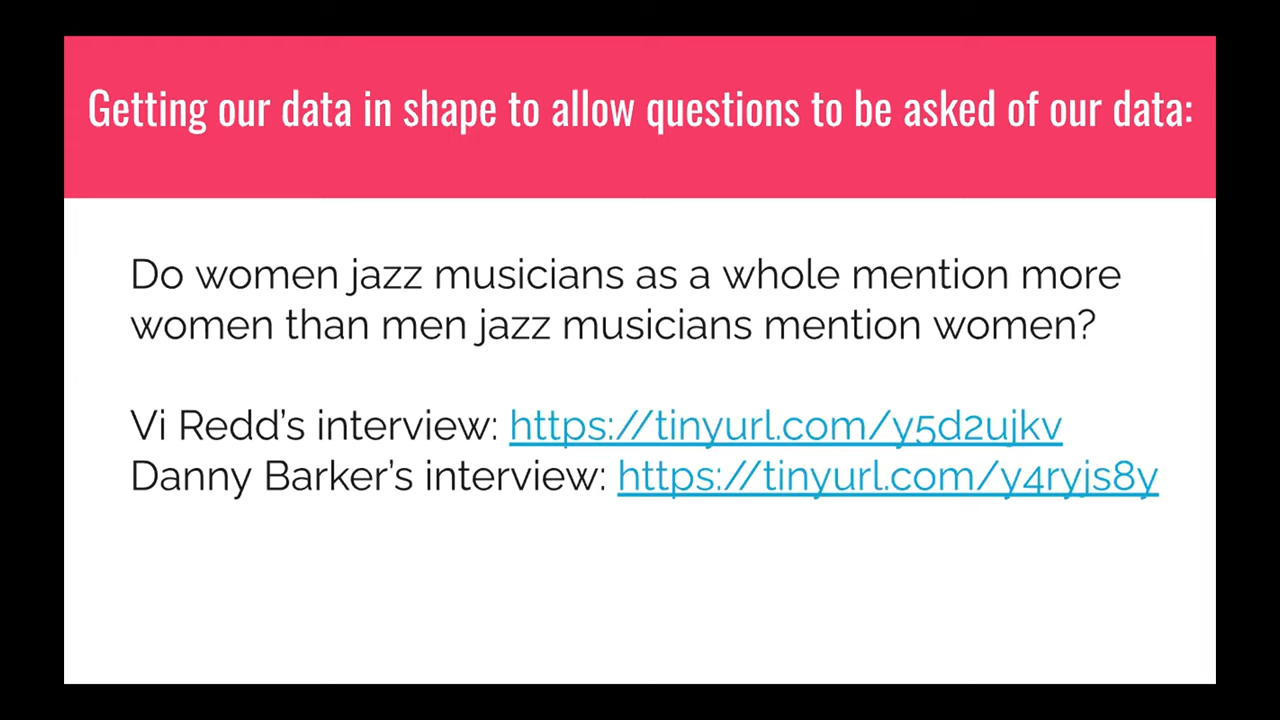 Getting our data in shape to allow questions to be asked of our data:
Do women jazz musicians as a whole mention more
women than men jazz musicians mention women?
Vi Redd’s interview: https://tinyurl.com/y5d2ujkv
Danny Barker’s interview: https://tinyurl.com/y4ryjs8y